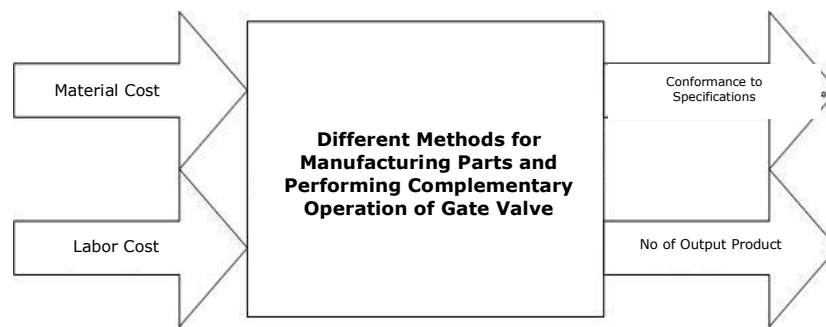 Material Cost
Labor Cost
Different Methods for
Manufacturing Parts and
Performing Complementary
Operation of Gate Valve
Conformance to
Specifications
No of Output Product